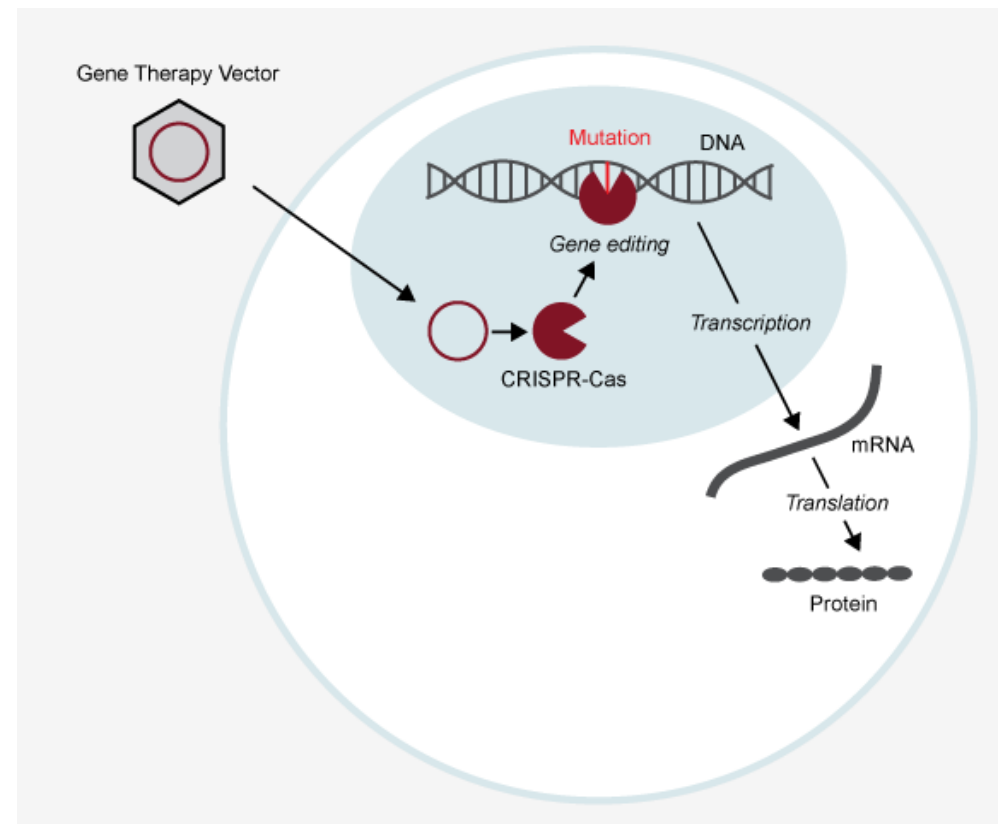 Gene Therapy Vector
Mutation
DNA
Gene editing
Transcription
CRISPR-Cas
mRNA
Translation
Protein